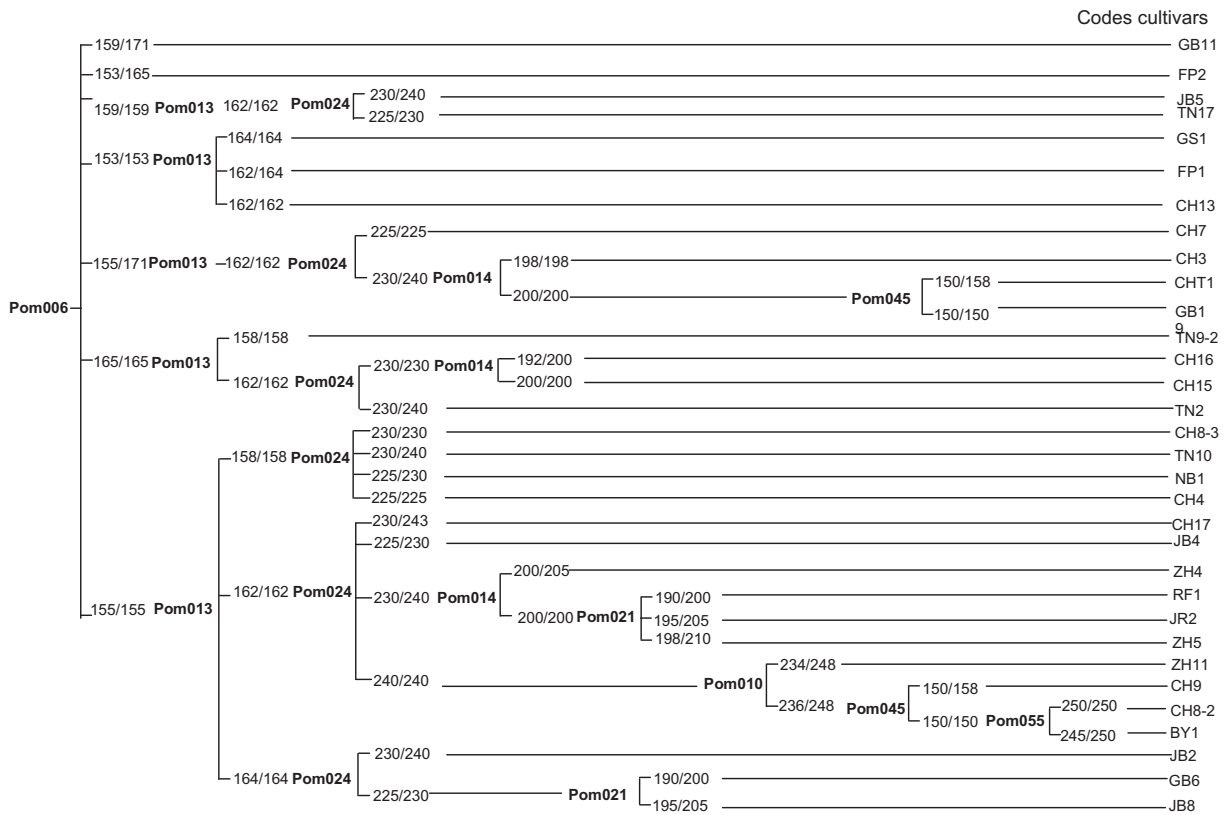 Codes cultivars
159/171 GB11
153/165 FP2
159/159 Pom013 162/162 Pom024 230/240 JB5
225/230 TN17
164/164 GS1
153/153 Pom013 162/164 FP1
162/162 CH13
225/225 CH7
155/171 Pom013 162/162 Pom024
198/198 CH3
230/240 Pom014
150/158 CHT1
200/200 Pom045
150/150 GB1
9
Pom006
158/158 TN9-2
165/165 Pom013
192/200 CH16
230/230 Pom014
162/162 Pom024 200/200 CH15
230/240 TN2
230/230 CH8-3
158/158 Pom024 230/240 TN10
225/230 NB1
225/225 CH4
230/243 CH17
225/230 JB4
200/205 ZH4
162/162 Pom024 230/240 Pom014
190/200 RF1
155/155 Pom013 200/200 Pom021 195/205 JR2
198/210 ZH5
234/248 ZH11
240/240 Pom010
150/158 CH9
236/248 Pom045
250/250 CH8-2
150/150 Pom055
245/250 BY1
230/240 JB2
164/164 Pom024
190/200 GB6
225/230 Pom021
195/205 JB8